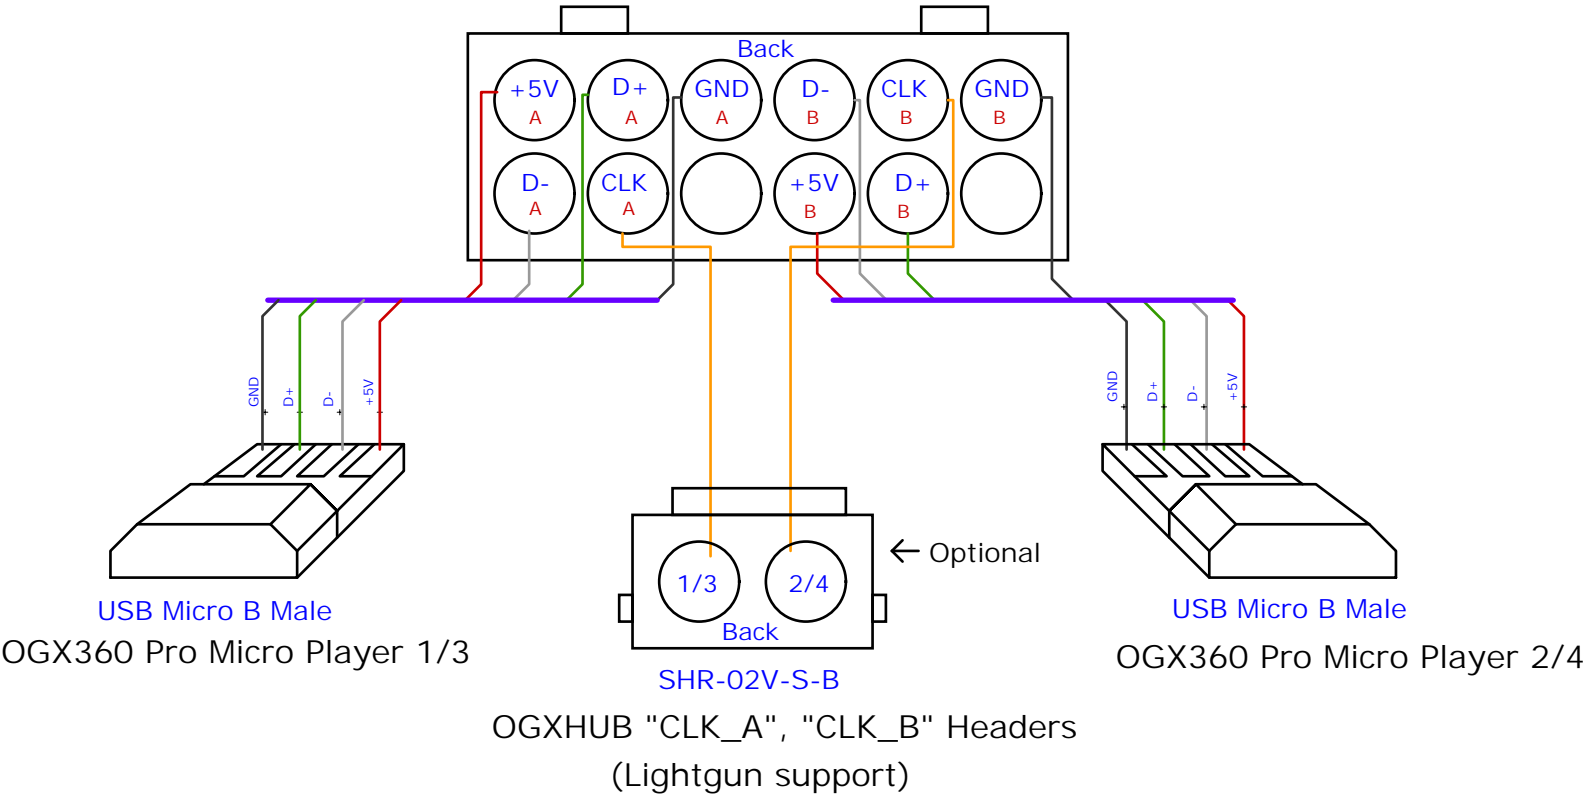 Back
+5V D+ GND D- CLK GND
A A A B B B
D- CLK +5V D+
A A B B
GND D+ D- +5V
GND D+ D- +5V
← Optional
1/3 2/4
Back
USB Micro B Male
USB Micro B Male
OGX360 Pro Micro Player 1/3
OGX360 Pro Micro Player 2/4
SHR-02V-S-B
OGXHUB "CLK_A", "CLK_B" Headers
(Lightgun support)